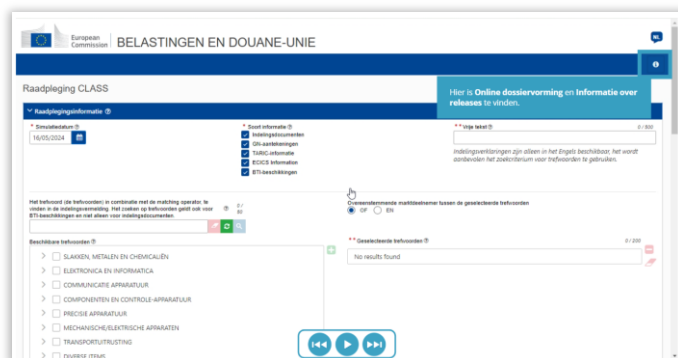 European
Commission
BELASTINGEN EN DOUANE-UNIE
NL
Raadpleging CLASS
Hier is Online dossiervorming en Informatie over
releases te vinden.
Raadplegingsinformatie
* Simulatiedatum
16/05/2024
* Soort informatie
Indelingsdocumenten
GN-aantekeningen
TARIC-informatie
ECICS Information
BTI-beschikkingen
** Vrije tekst
0 / 300
Indelingsverklaringen zijn alleen in het Engels beschikbaar, het wordt
aanbevolen het zoekcriterium voor trefwoorden te gebruiken.
Het trefwoord (de trefwoorden) in combinatie met de matching operator, te
vinden in de indelingsvermelding. Het zoeken op trefwoorden geldt ook voor
BTI-beschikkingen en niet alleen voor indelingsdocumenten.
Overeenstemmende marktdeelnemer tussen de geselecteerde trefwoorden
OF EN
Beschikbare trefwoorden
SLAKKEN, METALEN EN CHEMICALIËN
ELEKTRONICA EN INFORMATICA
COMMUNICATIE APPARATUUR
COMPONENTEN EN CONTROLE-APPARATUUR
PRECISIE APPARATUUR
MECHANISCHE/ELEKTRISCHE APPARATEN
TRANSPORTUITRUSTING
DIVERSE ITEMS
** Geselecteerde trefwoorden
0 / 200
No results found